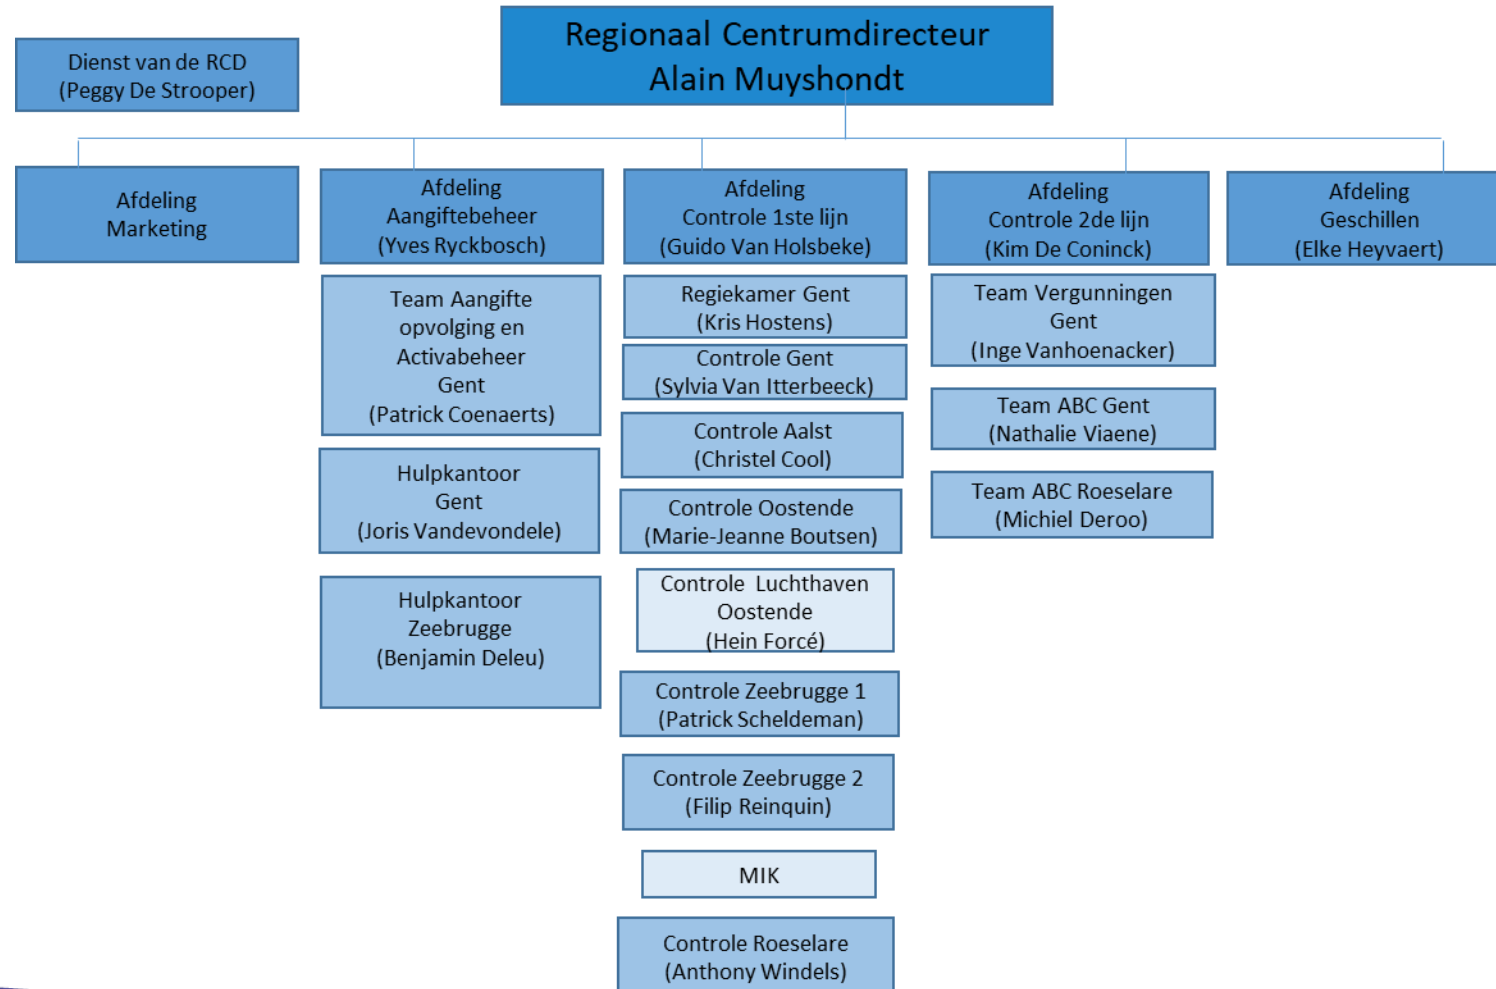 Regionaal Centrumdirecteur
Alain Muyshondt
Dienst van de RCD
(Peggy De Strooper)
Afdeling
Marketing
Afdeling
Aangiftebeheer
(Yves Ryckbosch)
Team Aangifte
opvolging en
Activabeheer
Gent
(Patrick Coenaerts)
Hulpkantoor
Gent
(Joris Vandevondele)
Hulpkantoor
Zeebrugge
(Benjamin Deleu)
Afdeling
Controle 1ste lijn
(Guido Van Holsbeke)
Regiekamer Gent
(Kris Hostens)
Controle Gent
(Sylvia Van Itterbeeck)
Controle Aalst
(Christel Cool)
Controle Oostende
(Marie-Jeanne Boutsen)
Controle Luchthaven
Oostende
(Hein Forcé)
Controle Zeebrugge 1
(Patrick Scheldeman)
Controle Zeebrugge 2
(Filip Reinquin)
MIK
Controle Roeselare
(Anthony Windels)
Afdeling
Controle 2de lijn
(Kim De Coninck)
Team Vergunningen
Gent
(Inge Vanhoenacker)
Team ABC Gent
(Nathalie Viaene)
Team ABC Roeselare
(Michiel Deroo)
Afdeling
Geschillen
(Elke Heyvaert)